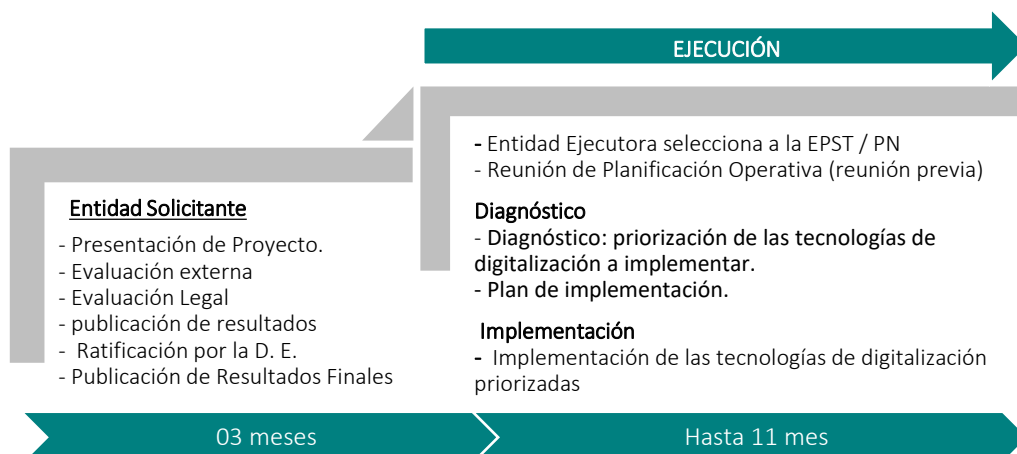 EJECUCIÓN
- Entidad Ejecutora selecciona a la EPST / PN
- Reunión de Planificación Operativa (reunión previa)
Diagnóstico
- Diagnóstico: priorización de las tecnologías de
digitalización a implementar.
- Plan de implementación.
Implementación
- Implementación de las tecnologías de digitalización
priorizadas
Entidad Solicitante
- Presentación de Proyecto.
- Evaluación externa
- Evaluación Legal
- publicación de resultados
- Ratificación por la D. E.
- Publicación de Resultados Finales
03 meses
Hasta 11 mes